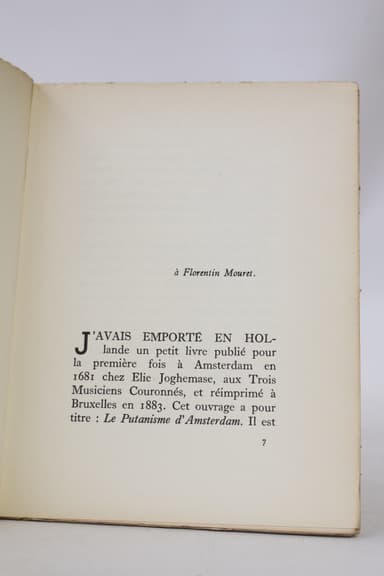 à Florentin Mouret.
J'AVAIS EMPORTÉ EN HOL-
lande un petit livre publié pour
la première fois à Amsterdam en
1681 chez Elie Joghemase, aux Trois
Musiciens Couronnés, et réimprimé à
Bruxelles en 1883. Cet ouvrage a pour
titre : Le Putanisme d'Amsterdam. Il est
7